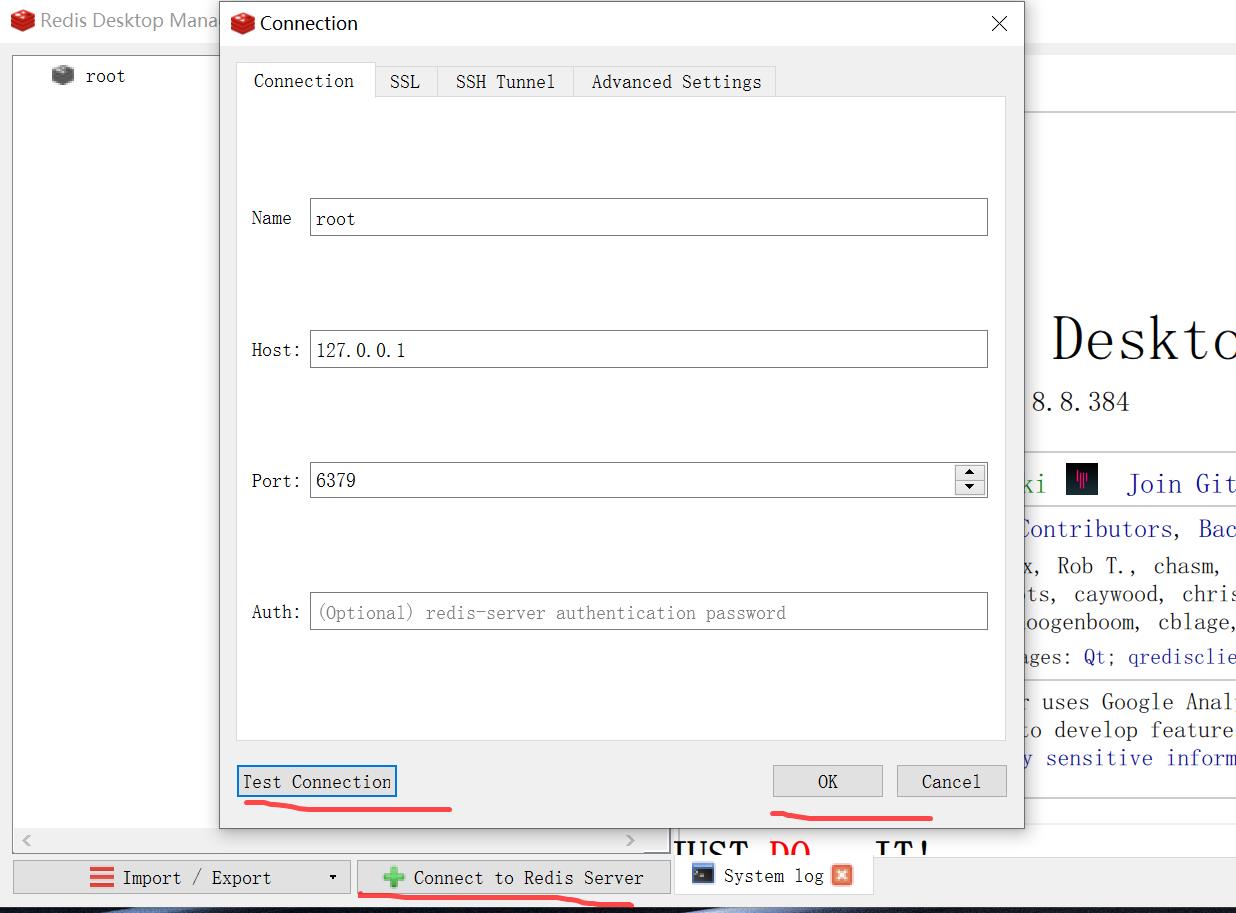 Redis Desktop Mana
Connection
root
Connection SSL SSH Tunnel Advanced Settings
Name root
Host: 127.0.0.1
Port: 6379
Auth: (Optional) redis-server authentication password
Test Connection OK Cancel
Deskto
8.8.384
ki Join Git
Contributors, Bac
x, Rob T., chasm,
ots, caywood, chris
oogenboom, cblage,
ages: Qt; qredisclie
r uses Google Analy
to develop feature
y sensitive inform
JUST DO IT!
Import / Export Connect to Redis Server System log